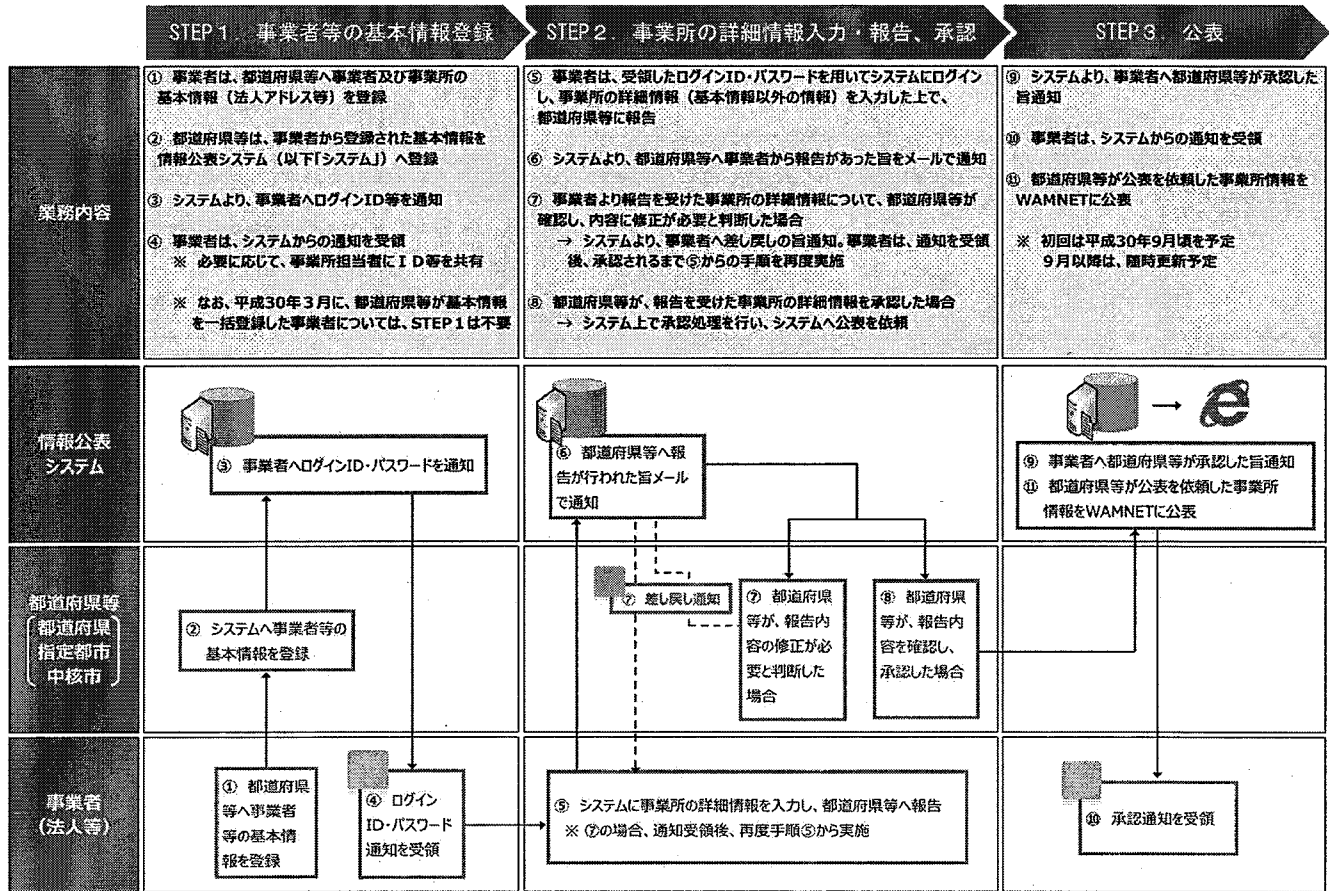 STEP1. 事業者等の基本情報登録
STEP2. 事業所の詳細情報入力・報告、承認
STEP3. 公表
業務内容
① 事業者は、都道府県等へ事業者及び事業所の
基本情報（法人アドレス等）を登録
② 都道府県等は、事業者から登録された基本情報を
情報公表システム（以下「システム」）へ登録
③ システムより、事業者へログインID等を通知
④ 事業者は、システムからの通知を受領
※ 必要に応じて、事業所担当者にＩＤ等を共有
※ なお、平成30年３月に、都道府県等が基本情報
を一括登録した事業者については、STEP１は不要
⑤ 事業者は、受領したログインID・パスワードを用いてシステムにログイン
し、事業所の詳細情報（基本情報以外の情報）を入力した上で、
都道府県等に報告
⑥ システムより、都道府県等へ事業者から報告があった旨をメールで通知
⑦ 事業者より報告を受けた事業所の詳細情報について、都道府県等が
確認し、内容に修正が必要と判断した場合
→ システムより、事業者へ差し戻しの旨通知。事業者は、通知を受領
後、承認されるまで⑤からの手順を再度実施
⑧ 都道府県等が、報告を受けた事業所の詳細情報を承認した場合
→ システム上で承認処理を行い、システムへ公表を依頼
⑨ システムより、事業者へ都道府県等が承認した
旨通知
⑩ 事業者は、システムからの通知を受領
⑪ 都道府県等が公表を依頼した事業所情報を
WAMNETに公表
※ 初回は平成30年9月頃を予定
９月以降は、随時更新予定
情報公表
システム
③ 事業者へログインID・パスワードを通知
⑥ 都道府県等へ報
告が行われた旨メール
で通知
⑨ 事業者へ都道府県等が承認した旨通知
⑪ 都道府県等が公表を依頼した事業所
情報をWAMNETに公表
都道府県等
都道府県
指定都市
中核市
② システムへ事業者等の
基本情報を登録
⑦ 差し戻し通知
⑦ 都道府県
等が、報告内
容の修正が必
要と判断した
場合
⑧ 都道府県
等が、報告内
容を確認し、
承認した場合
事業者
（法人等）
① 都道府県
等へ事業者
等の基本情
報を登録
④ ログイン
ID・パスワード
通知を受領
⑤ システムに事業所の詳細情報を入力し、都道府県等へ報告
※ ⑦の場合、通知受領後、再度手順⑤から実施
⑩ 承認通知を受領